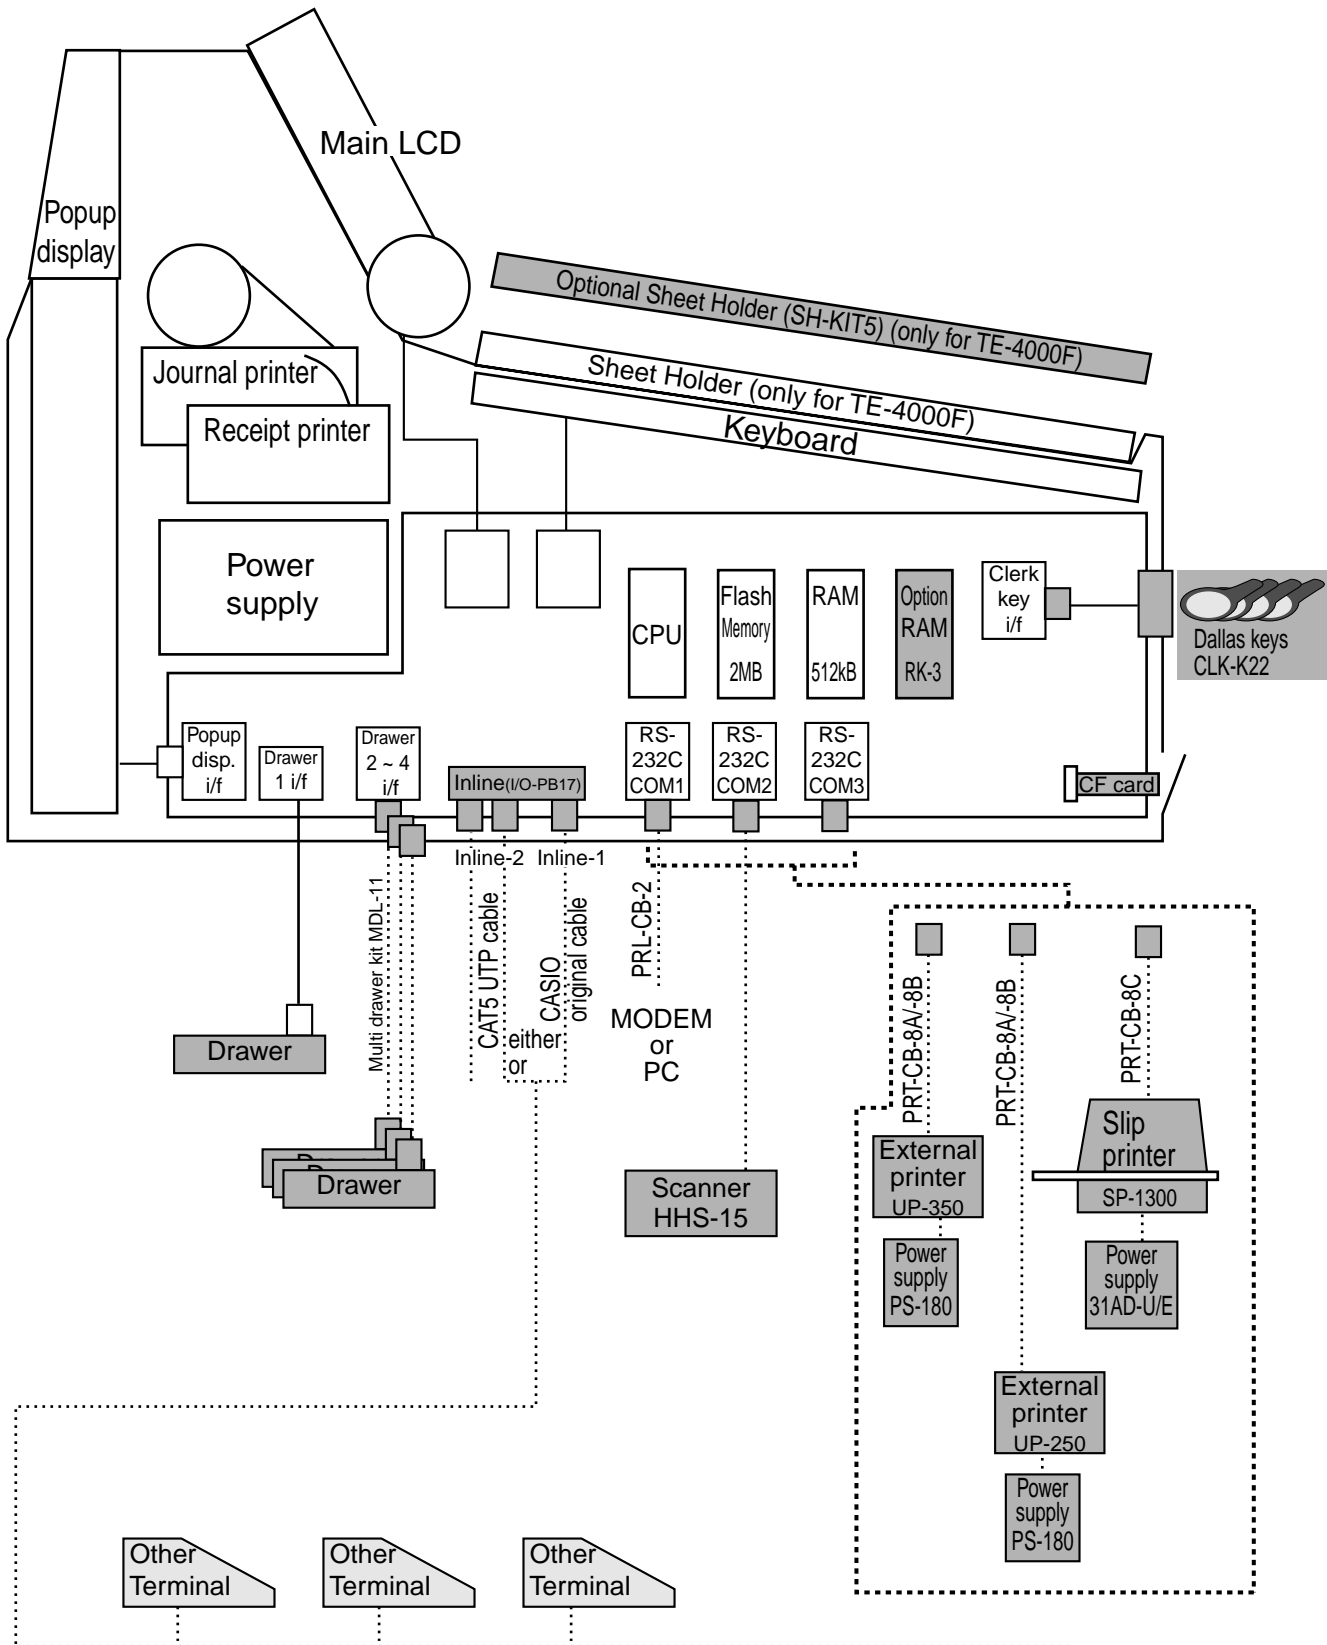 Main LCD
Popup
display
Optional Sheet Holder (SH-KIT5) (only for TE-4000F)
Sheet Holder (only for TE-4000F)
Keyboard
Journal printer
Receipt printer
Power
supply
CPU
Flash
Memory
2MB
RAM
512kB
Option
RAM
RK-3
Clerk
key
i/f
Dallas keys
CLK-K22
Popup
disp.
i/f
Drawer
1 i/f
Drawer
2 ~ 4
i/f
Inline(I/O-PB17)
RS-
232C
COM1
RS-
232C
COM2
RS-
232C
COM3
CF card
Inline-2
Inline-1
Multi drawer kit MDL-11
CAT5 UTP cable
CASIO
original cable
either
or
PRL-CB-2
MODEM
or
PC
PRT-CB-8A/-8B
PRT-CB-8A/-8B
PRT-CB-8C
Drawer
Drawer
Scanner
HHS-15
External
printer
UP-350
Power
supply
PS-180
Slip
printer
SP-1300
Power
supply
31AD-U/E
External
printer
UP-250
Power
supply
PS-180
Other
Terminal
Other
Terminal
Other
Terminal